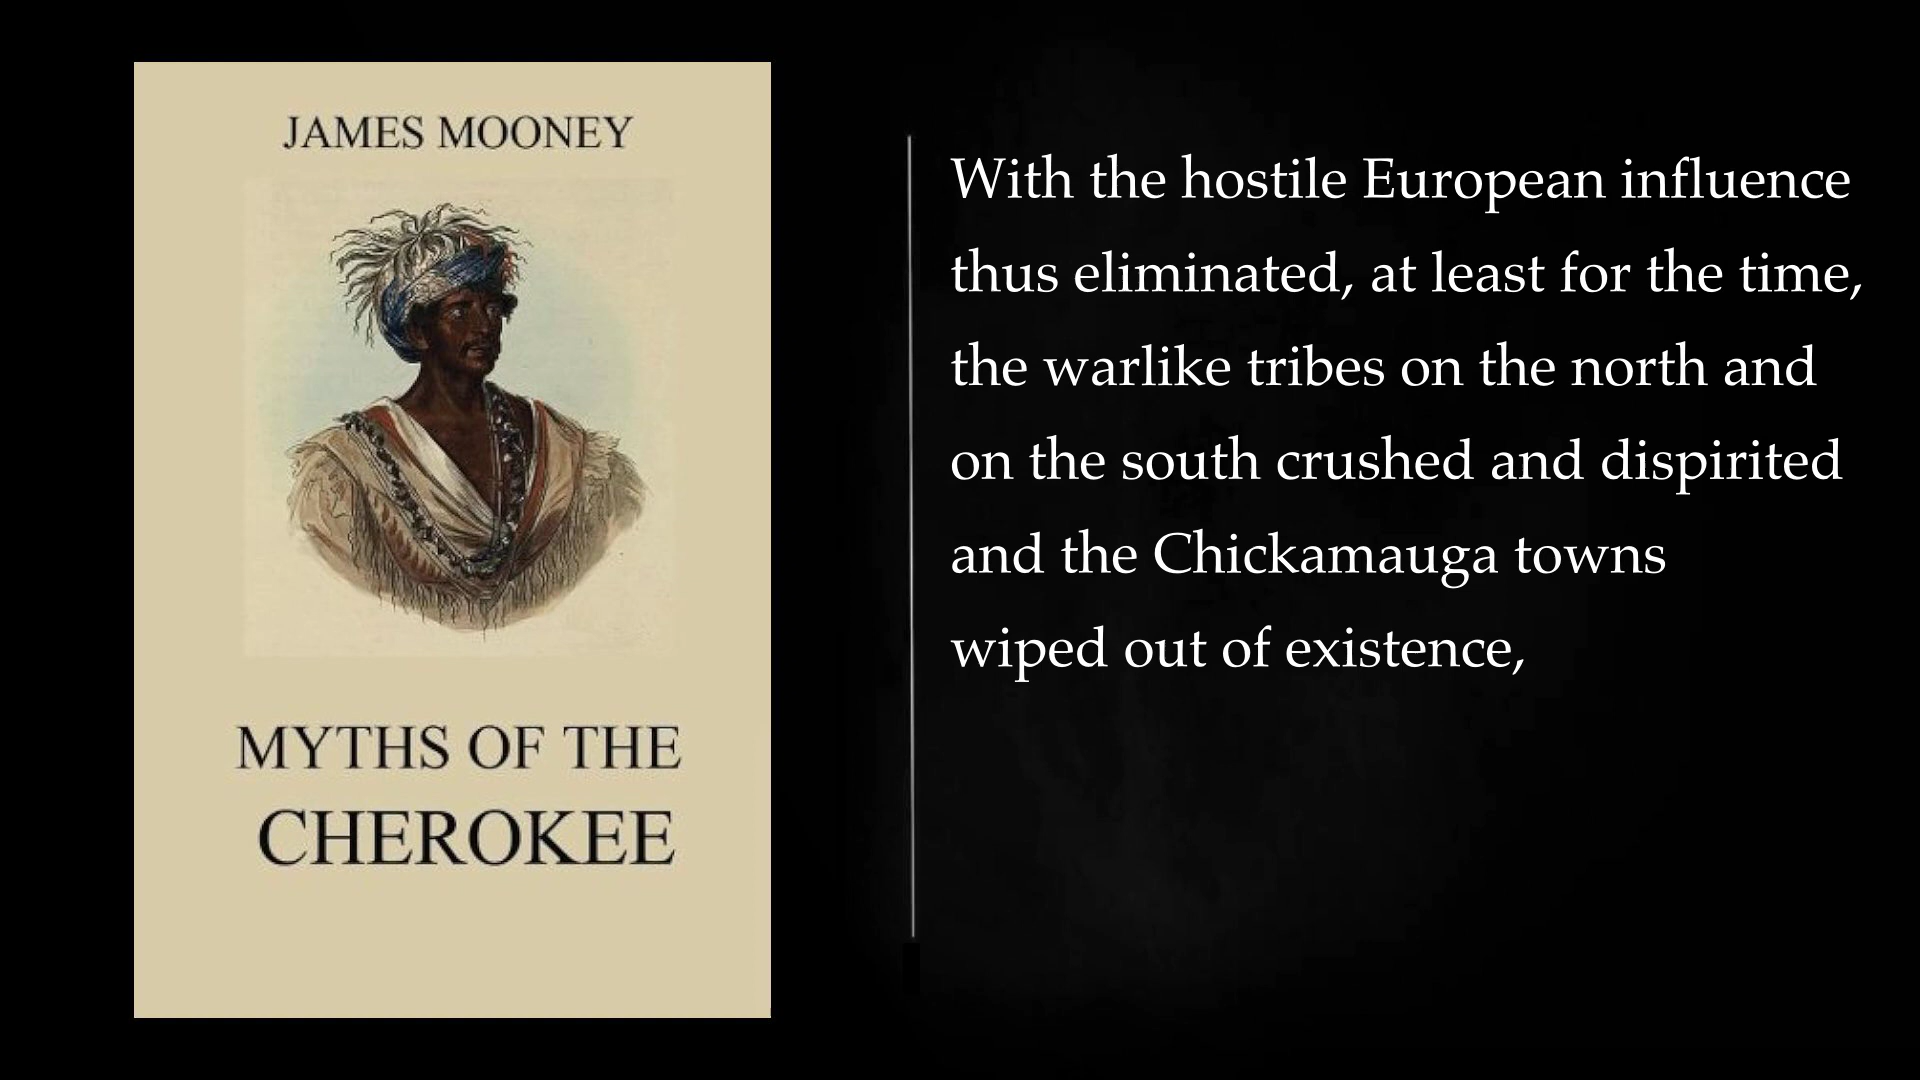 JAMES MOONEY
MYTHS OF THE
CHEROKEE
With the hostile European influence
thus eliminated, at least for the time,
the warlike tribes on the north and
on the south crushed and dispirited
and the Chickamauga towns
wiped out of existence,